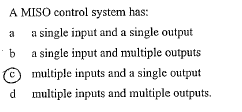 A MISO control system has:
a a single input and a single output
b a single input and multiple outputs
c multiple inputs and a single output
d multiple inputs and multiple outputs.